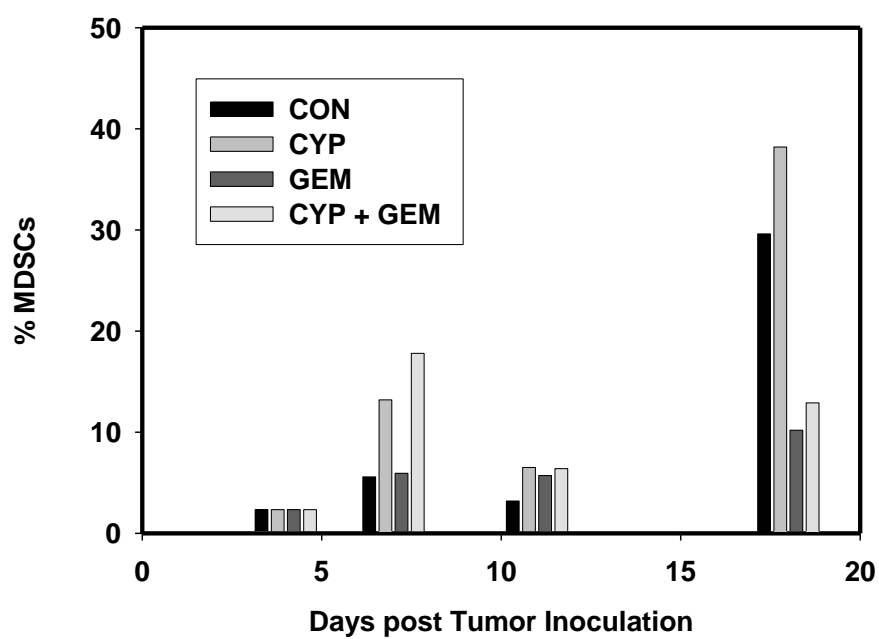 50
40
30
20
10
0
% MDSCs
CON
CYP
GEM
CYP + GEM
0 5 10 15 20
Days post Tumor Inoculation